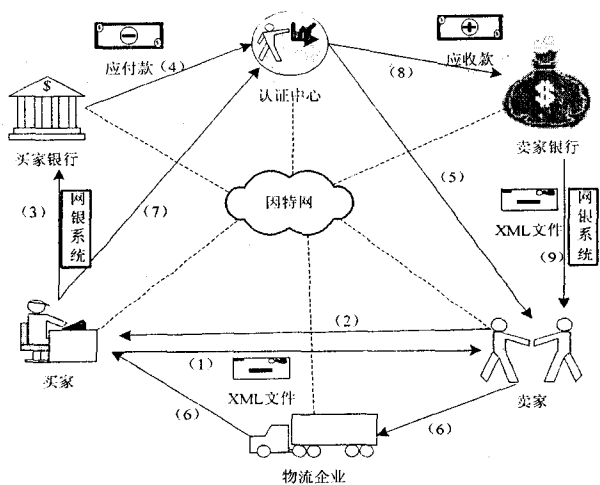 应付款（4）
（8）
应收款
认证中心
$
买家银行
$
卖家银行
（3）
网银系统
（7）
因特网
（5）
XML文件
（9）
网银系统
（2）
（1）
XML文件
买家
卖家
（6）
（6）
物流企业